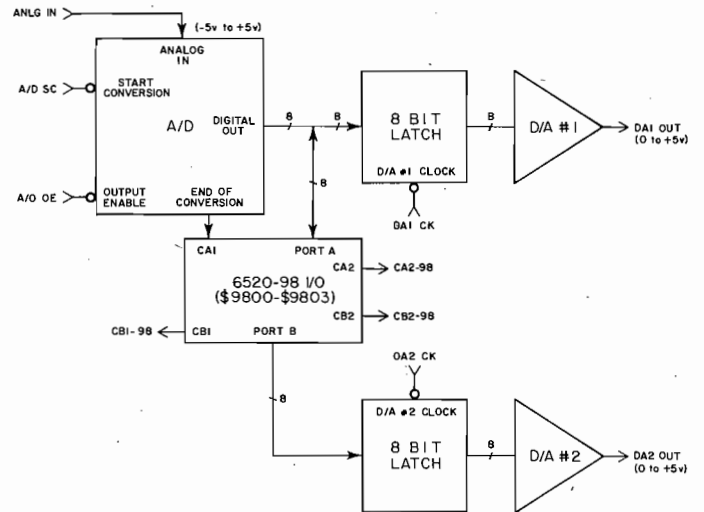 ANLG IN
(-5v to +5v)
ANALOG
IN
A/D SC
START
CONVERSION
A/D
DIGITAL
OUT
8
8
8 BIT
LATCH
D/A #1 CLOCK
8
D/A #1
DA1 OUT
(0 to +5v)
A/O OE
OUTPUT
ENABLE
END OF
CONVERSION
8
DA1 CK
CA1
PORT A
CA2
CA2-98
6520-98 I/O
($9800-$9803)
CB2
CB2-98
CB1-98
CB1
PORT B
8
OA2 CK
D/A #2 CLOCK
8 BIT
LATCH
8
D/A #2
DA2 OUT
(0 to +5v)